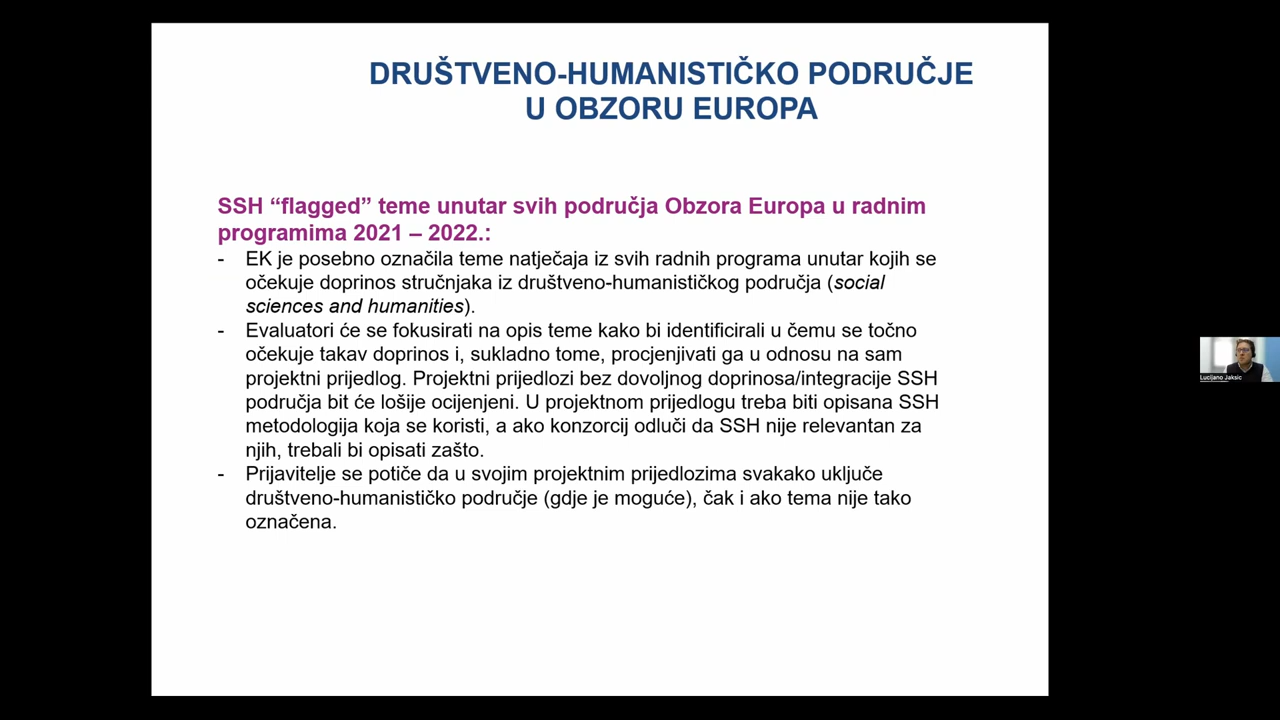 DRUŠTVENO-HUMANISTIČKO PODRUČJE
U OBZORU EUROPA
SSH “flagged” teme unutar svih područja Obzora Europa u radnim
programima 2021 – 2022.:
- EK je posebno označila teme natječaja iz svih radnih programa unutar kojih se
očekuje doprinos stručnjaka iz društveno-humanističkog područja (social
sciences and humanities).
- Evaluatori će se fokusirati na opis teme kako bi identificirali u čemu se točno
očekuje takav doprinos i, sukladno tome, procjenjivati ga u odnosu na sam
projektni prijedlog. Projektni prijedlozi bez dovoljnog doprinosa/integracije SSH
područja bit će lošije ocijenjeni. U projektnom prijedlogu treba biti opisana SSH
metodologija koja se koristi, a ako konzorcij odluči da SSH nije relevantan za
njih, trebali bi opisati zašto.
- Prijavitelje se potiče da u svojim projektnim prijedlozima svakako uključe
društveno-humanističko područje (gdje je moguće), čak i ako tema nije tako
označena.
Lucijano Jaksic